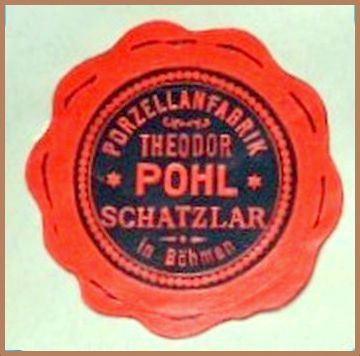 PORZELLANFABRIK
THEODOR
POHL
SCHATZLAR
in Böhmen